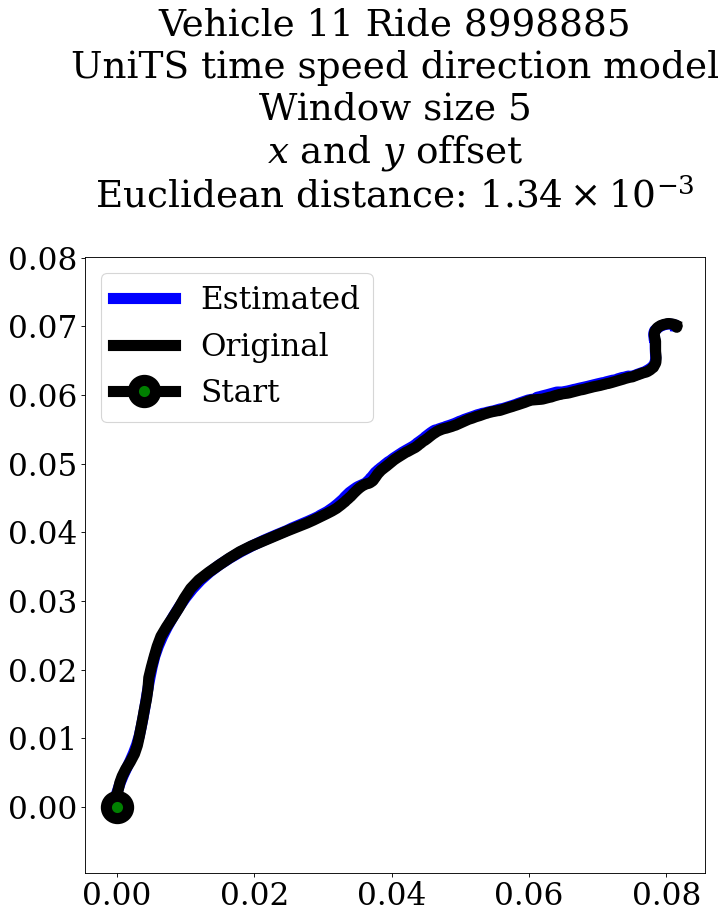 Vehicle 11 Ride 8998885
UniTS time speed direction model
Window size 5
x and y offset
Euclidean distance: 1.34 × 10⁻³
0.08
0.07
0.06
0.05
0.04
0.03
0.02
0.01
0.00
Estimated
Original
Start
0.00 0.02 0.04 0.06 0.08